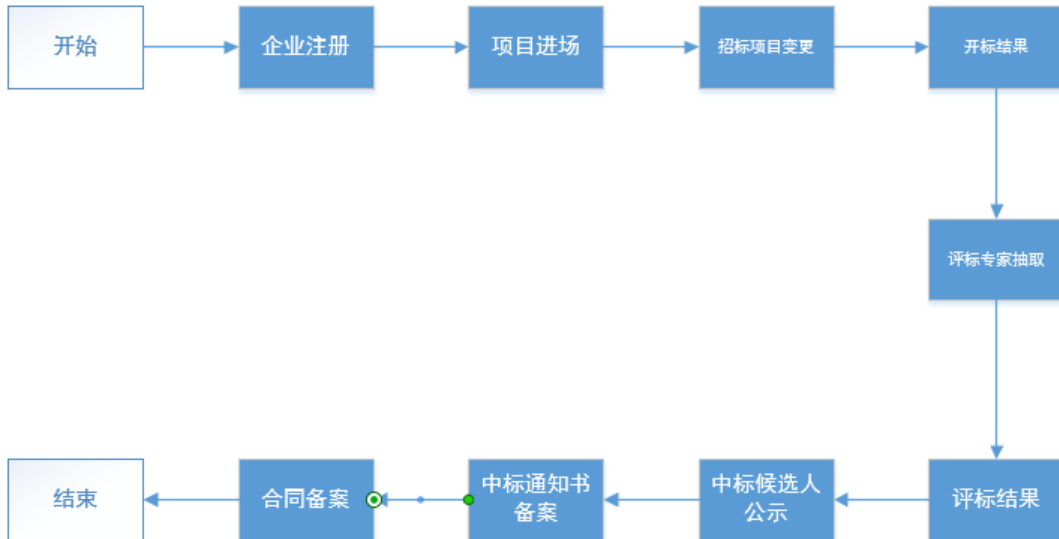 开始
企业注册
项目进场
招标项目变更
开标结果
评标专家抽取
评标结果
中标候选人
公示
中标通知书
备案
合同备案
结束